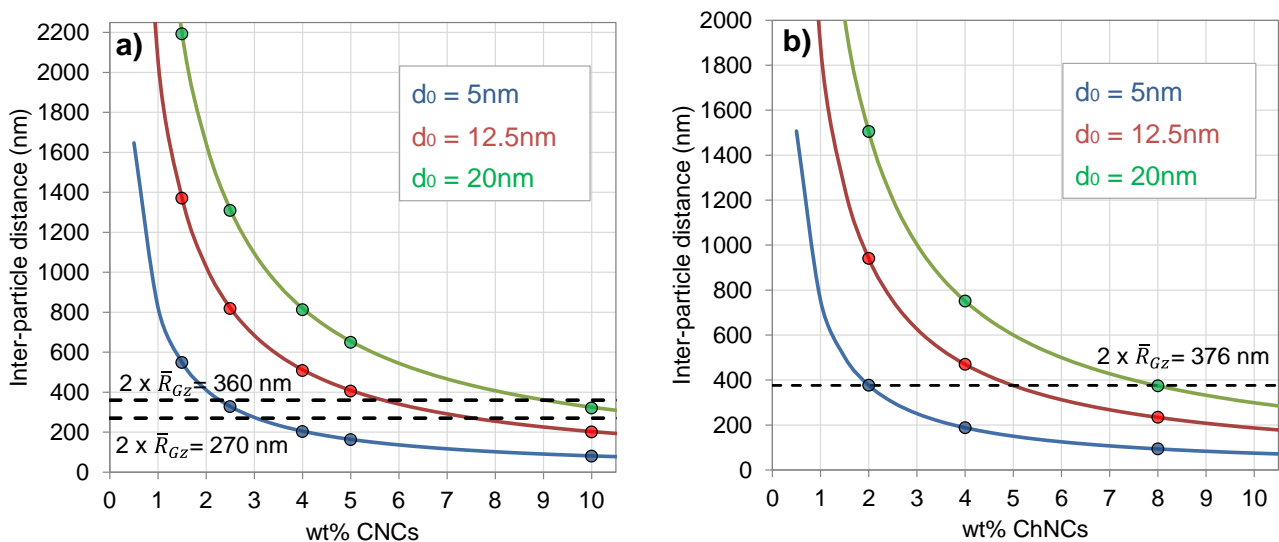 a)
Inter-particle distance (nm)
2200
2000
1800
1600
1400
1200
1000
800
600
400
200
0
d₀ = 5nm
d₀ = 12.5nm
d₀ = 20nm
2 x R̄_Gz= 360 nm
2 x R̄_Gz= 270 nm
0 1 2 3 4 5 6 7 8 9 10
wt% CNCs
b)
Inter-particle distance (nm)
2000
1800
1600
1400
1200
1000
800
600
400
200
0
d₀ = 5nm
d₀ = 12.5nm
d₀ = 20nm
2 x R̄_Gz= 376 nm
0 1 2 3 4 5 6 7 8 9 10
wt% ChNCs